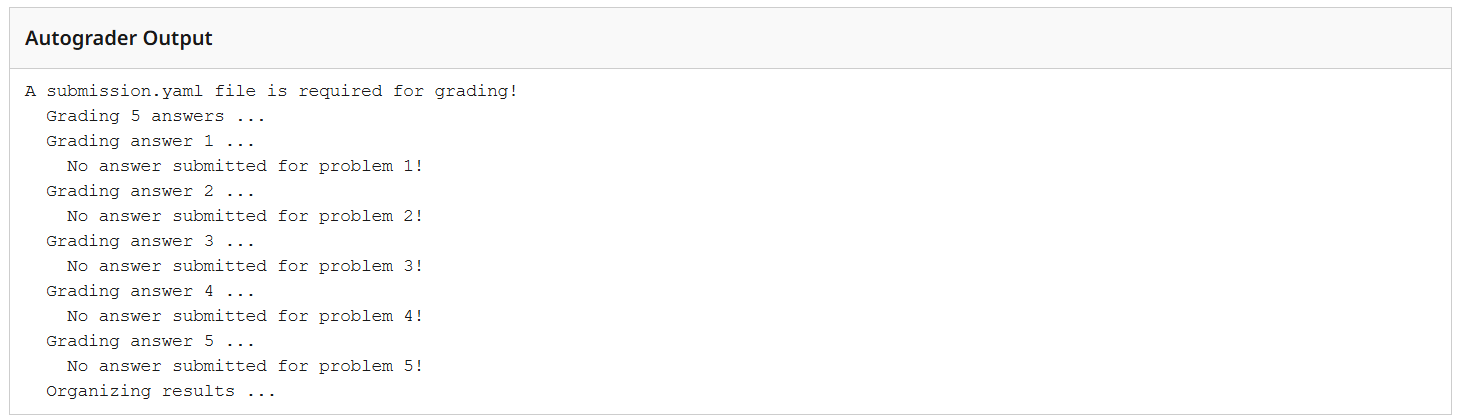 Autograder Output
A submission.yaml file is required for grading!
Grading 5 answers ...
Grading answer 1 ...
No answer submitted for problem 1!
Grading answer 2 ...
No answer submitted for problem 2!
Grading answer 3 ...
No answer submitted for problem 3!
Grading answer 4 ...
No answer submitted for problem 4!
Grading answer 5 ...
No answer submitted for problem 5!
Organizing results ...